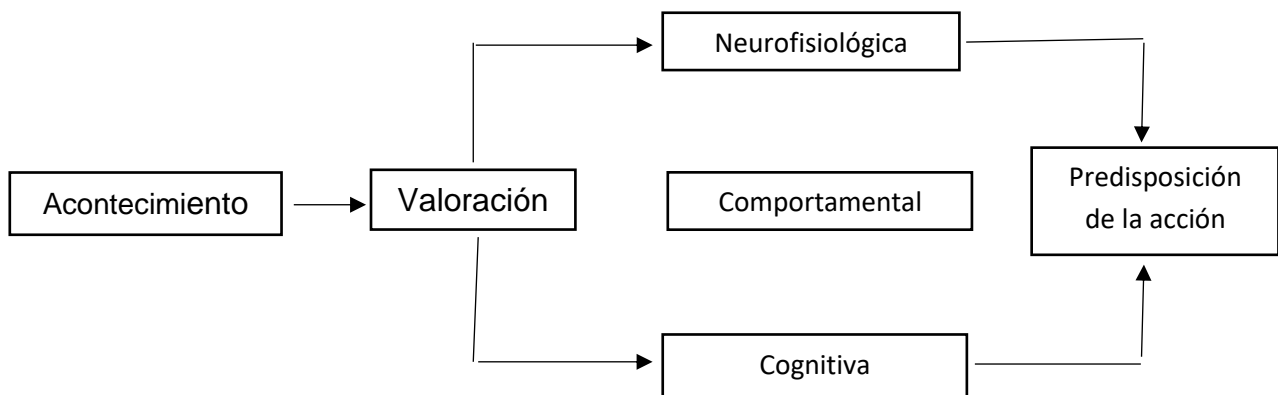 Neurofisiológica
Acontecimiento
Valoración
Comportamental
Predisposición
de la acción
Cognitiva